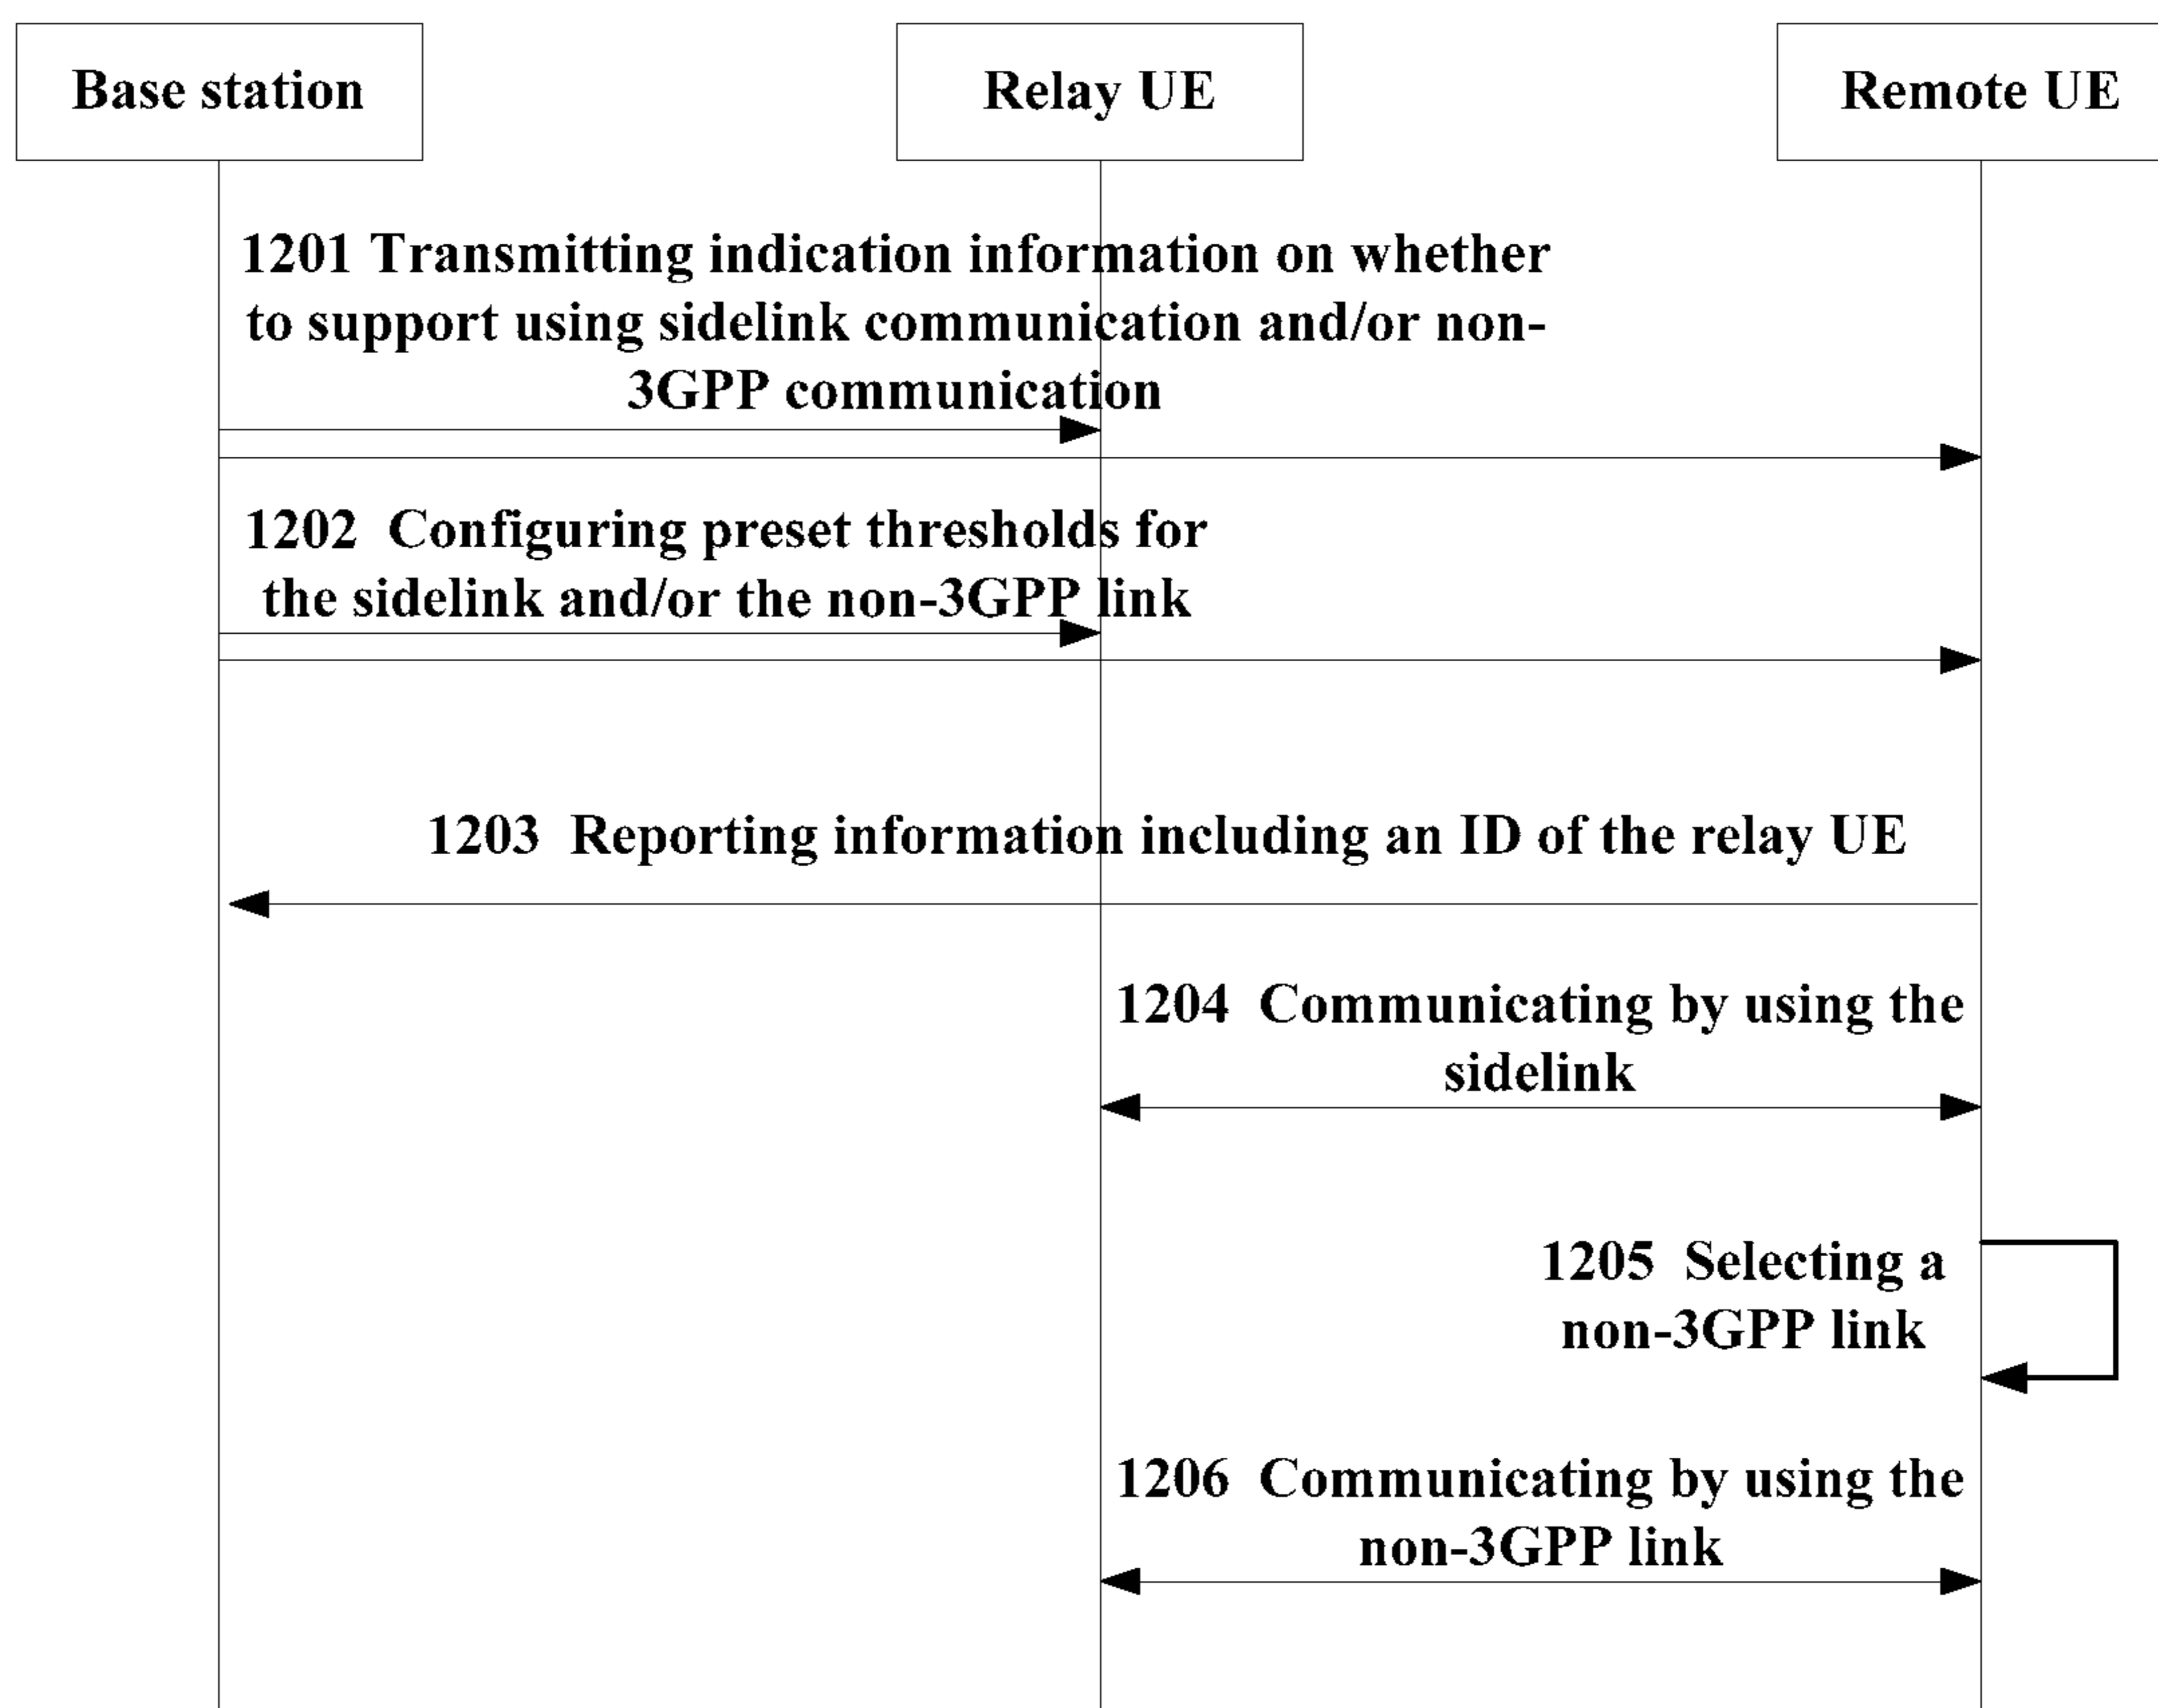 Base station
Relay UE
Remote UE
1201 Transmitting indication information on whether
to support using sidelink communication and/or non-
3GPP communication
1202 Configuring preset thresholds for
the sidelink and/or the non-3GPP link
1203 Reporting information including an ID of the relay UE
1204 Communicating by using the
sidelink
1205 Selecting a
non-3GPP link
1206 Communicating by using the
non-3GPP link